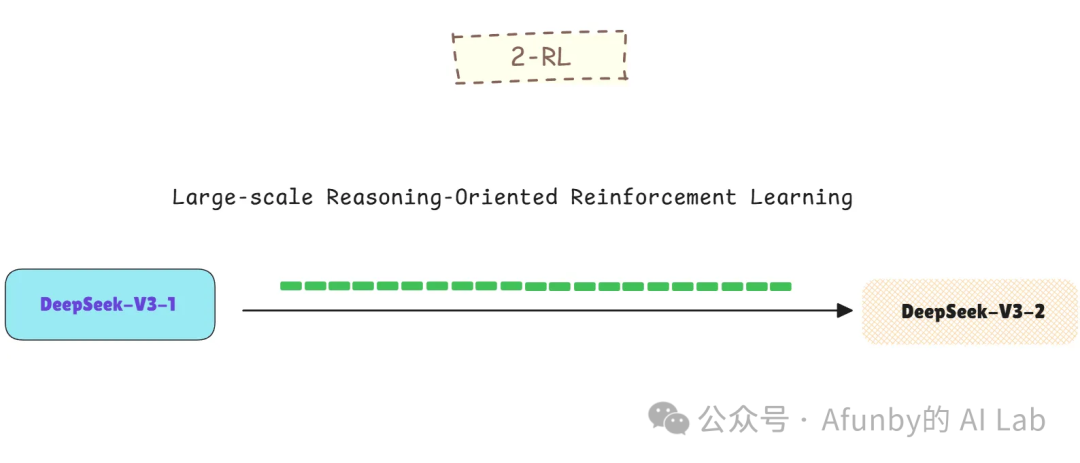 2-RL
Large-scale Reasoning-Oriented Reinforcement Learning
DeepSeek-V3-1
DeepSeek-V3-2
公众号 · Afunby的 AI Lab